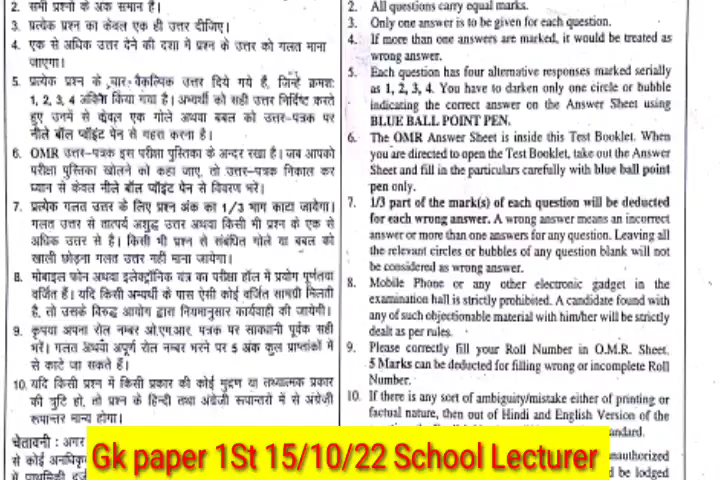 2. सभी प्रश्नों के अंक समान हैं।
3. प्रत्येक प्रश्न का केवल एक ही उत्तर दीजिए।
4. एक से अधिक उत्तर देने की दशा में प्रश्न के उत्तर को गलत माना
जाएगा।
5. प्रत्येक प्रश्न के चार वैकल्पिक उत्तर दिये गये हैं, जिन्हें क्रमशः
1, 2, 3, 4 अंकित किया गया है। अभ्यर्थी को सही उत्तर निर्दिष्ट करते
हुए उनमें से केवल एक गोले अथवा बबल को उत्तर-पत्रक पर
नीले बॉल प्वॉइंट पेन से गहरा करना है।
6. OMR उत्तर-पत्रक इस परीक्षा पुस्तिका के अन्दर रखा है। जब आपको
परीक्षा पुस्तिका खोलने को कहा जाए, तो उत्तर-पत्रक निकाल कर
ध्यान से केवल नीले बॉल प्वॉइंट पेन से विवरण भरें।
7. प्रत्येक गलत उत्तर के लिए प्रश्न अंक का 1/3 भाग काटा जायेगा।
गलत उत्तर से तात्पर्य अशुद्ध उत्तर अथवा किसी भी प्रश्न के एक से
अधिक उत्तर से है। किसी भी प्रश्न से संबंधित गोले या बबल को
खाली छोड़ना गलत उत्तर नहीं माना जायेगा।
8. मोबाइल फोन अथवा इलेक्ट्रॉनिक यंत्र का परीक्षा हॉल में प्रयोग पूर्णतया
वर्जित हैं। यदि किसी अभ्यर्थी के पास ऐसी कोई वर्जित सामग्री मिलती
है, तो उसके विरुद्ध आयोग द्वारा नियमानुसार कार्यवाही की जायेगी।
9. कृपया अपना रोल नम्बर ओ.एम.आर. पत्रक पर सावधानी पूर्वक सही
भरें। गलत अथवा अपूर्ण रोल नम्बर भरने पर 5 अंक कुल प्राप्तांकों में
से काटे जा सकते हैं।
10. यदि किसी प्रश्न में किसी प्रकार की कोई मुद्रण या तथ्यात्मक प्रकार
की त्रुटि हो, तो प्रश्न के हिन्दी तथा अंग्रेज़ी रूपान्तरों में से अंग्रेज़ी
रूपान्तर मान्य होगा।
चेतावनी : अगर
से कोई अनधिकृ
2. All questions carry equal marks.
3. Only one answer is to be given for each question.
4. If more than one answers are marked, it would be treated as
wrong answer.
5. Each question has four alternative responses marked serially
as 1, 2, 3, 4. You have to darken only one circle or bubble
indicating the correct answer on the Answer Sheet using
BLUE BALL POINT PEN.
6. The OMR Answer Sheet is inside this Test Booklet. When
you are directed to open the Test Booklet, take out the Answer
Sheet and fill in the particulars carefully with blue ball point
pen only.
7. 1/3 part of the mark(s) of each question will be deducted
for each wrong answer. A wrong answer means an incorrect
answer or more than one answers for any question. Leaving all
the relevant circles or bubbles of any question blank will not
be considered as wrong answer.
8. Mobile Phone or any other electronic gadget in the
examination hall is strictly prohibited. A candidate found with
any of such objectionable material with him/her will be strictly
dealt as per rules.
9. Please correctly fill your Roll Number in O.M.R. Sheet.
5 Marks can be deducted for filling wrong or incomplete Roll
Number.
10. If there is any sort of ambiguity/mistake either of printing or
factual nature, then out of Hindi and English Version of the
andard.
nauthorized
d be lodged
Gk paper 1St 15/10/22 School Lecturer